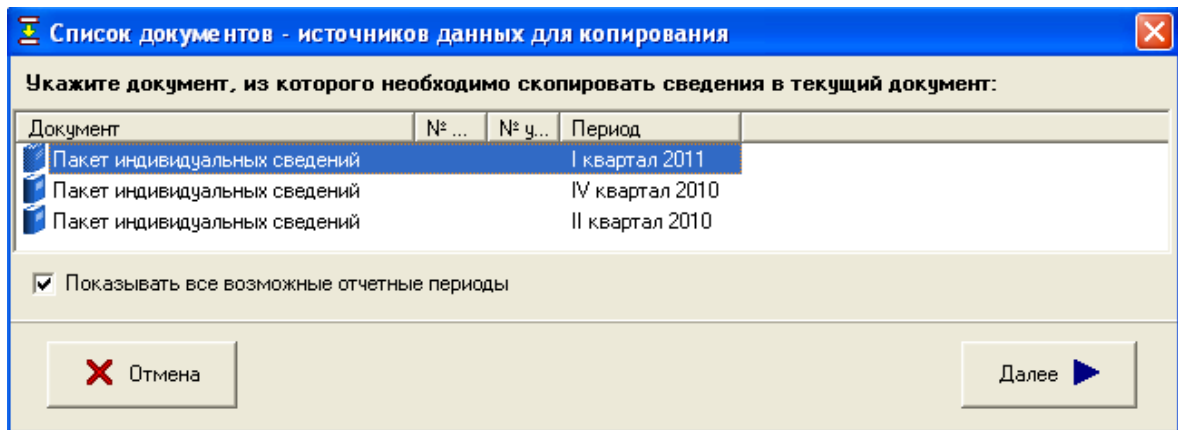 Список документов - источников данных для копирования
Укажите документ, из которого необходимо скопировать сведения в текущий документ:
Документ № ... № у... Период
Пакет индивидуальных сведений I квартал 2011
Пакет индивидуальных сведений IV квартал 2010
Пакет индивидуальных сведений II квартал 2010
Показывать все возможные отчетные периоды
Отмена Далее